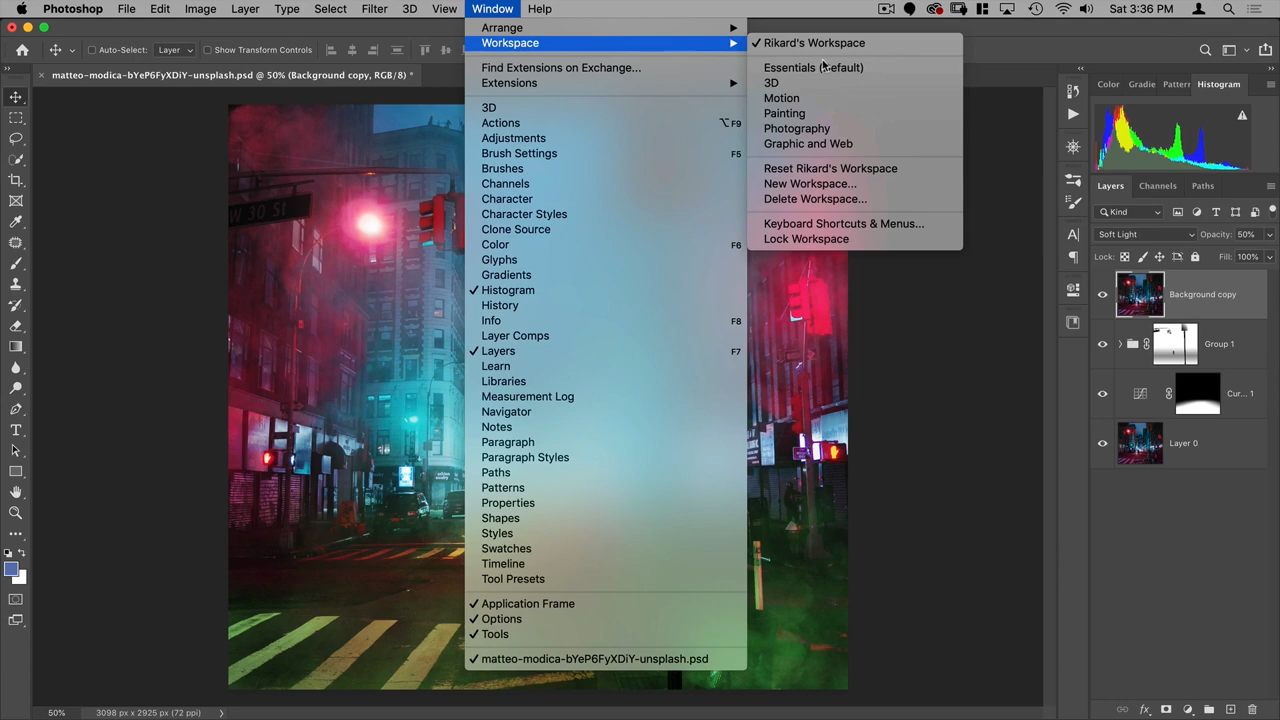 Photoshop File Edit Image Layer Type Select Filter 3D View Window Help Sat 3:36 PM
Auto-Select: Layer Show Transform Controls
matteo-modica-bYeP6FyXDiY-unsplash.psd @ 50% (Background copy, RGB/8) *
Arrange
Workspace
Find Extensions on Exchange...
Extensions
3D
Actions ⌥F9
Adjustments
Brush Settings F5
Brushes
Channels
Character
Character Styles
Clone Source
Color F6
Glyphs
Gradients
Histogram
History
Info F8
Layer Comps
Layers F7
Learn
Libraries
Measurement Log
Navigator
Notes
Paragraph
Paragraph Styles
Paths
Patterns
Properties
Shapes
Styles
Swatches
Timeline
Tool Presets
Application Frame
Options
Tools
matteo-modica-bYeP6FyXDiY-unsplash.psd
Rikard's Workspace
Essentials (Default)
3D
Motion
Painting
Photography
Graphic and Web
Reset Rikard's Workspace
New Workspace...
Delete Workspace...
Keyboard Shortcuts & Menus...
Lock Workspace
Color Gradie Pattern Histogram
Layers Channels Paths
Kind
Soft Light Opacity: 50%
Lock: Fill: 100%
Background copy
Group 1
Cur... 1
Layer 0
W 30 St
50% 3098 px x 2925 px (72 ppi)